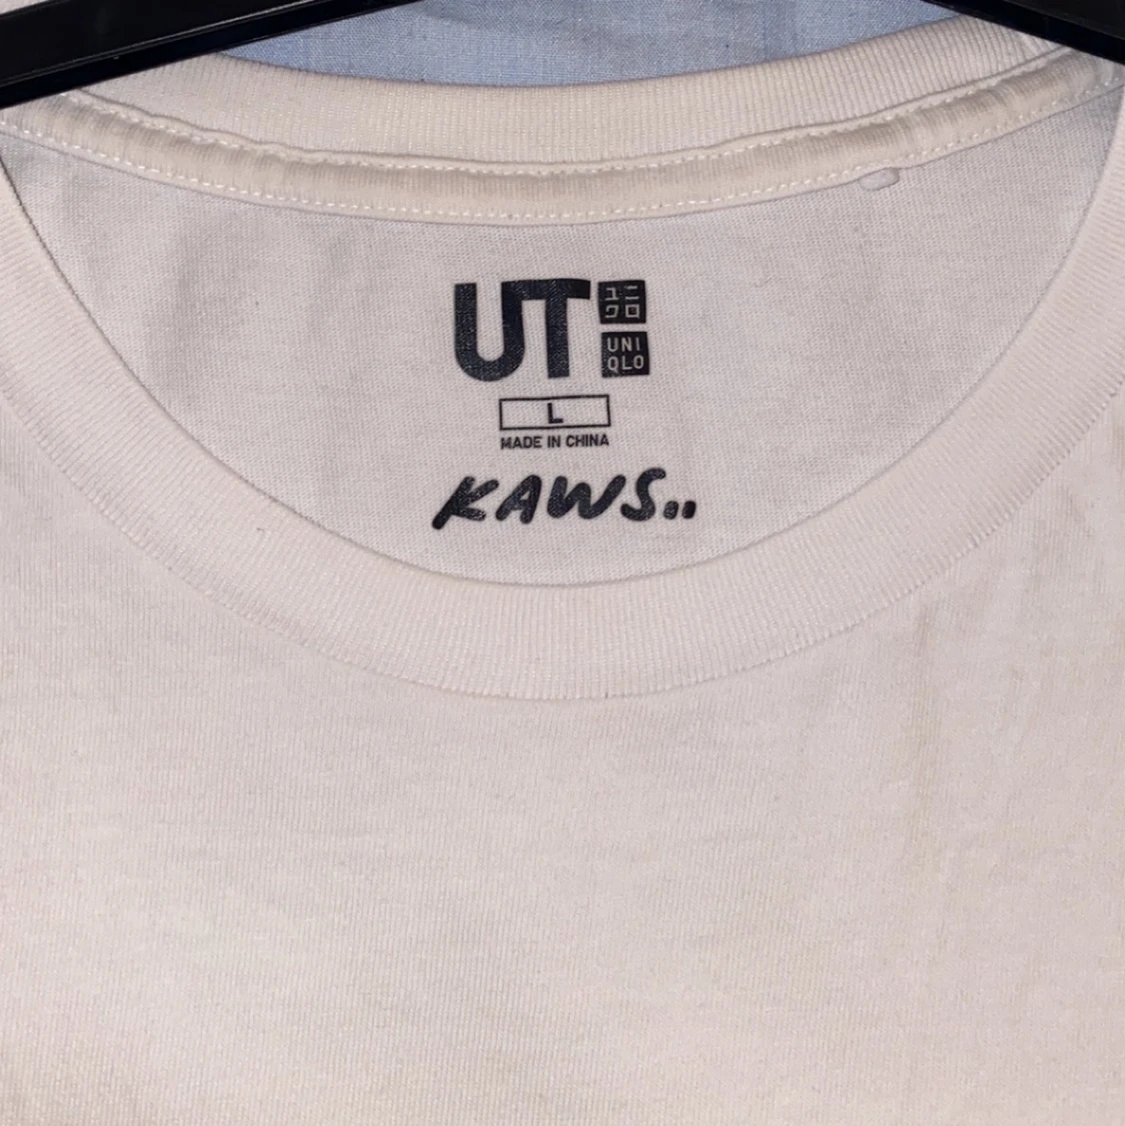 UT
ユニ
クロ
UNI
QLO
L
MADE IN CHINA
KAWS..